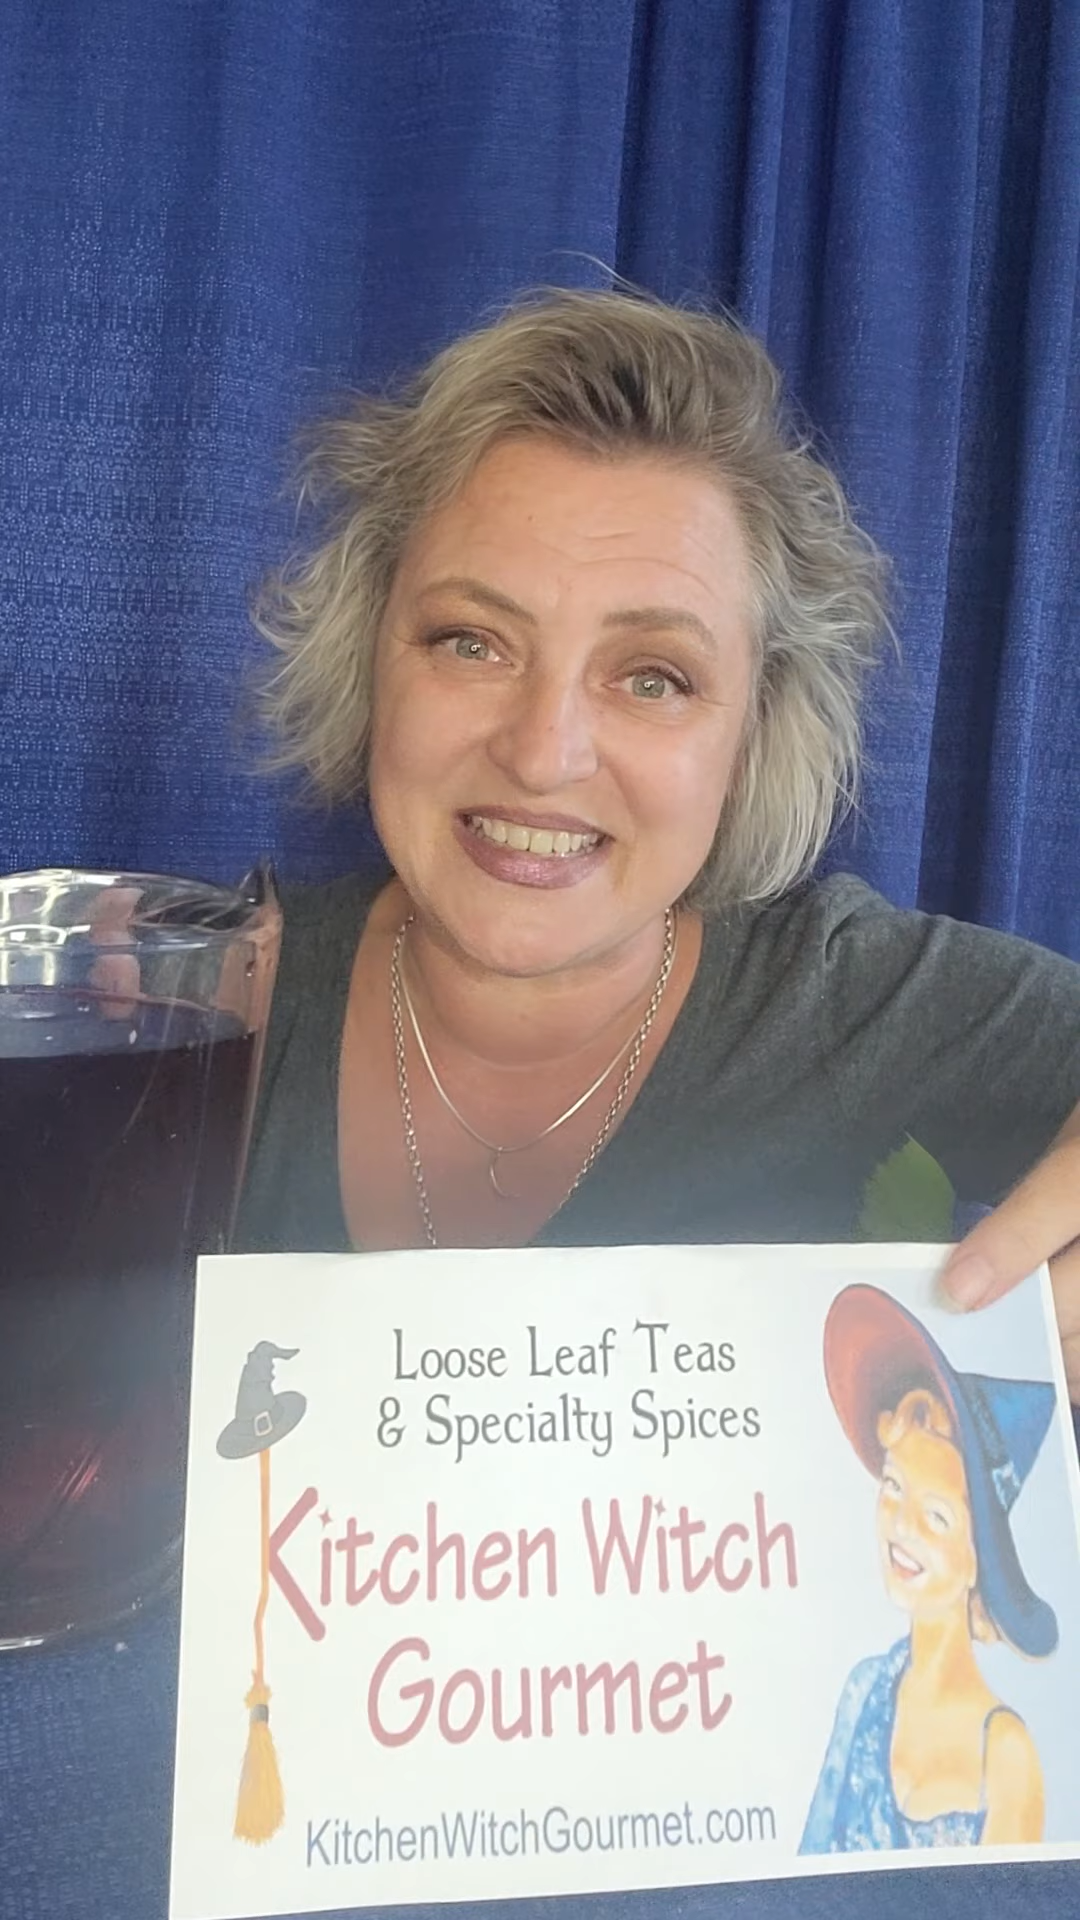 Loose Leaf Teas
& Specialty Spices
Kitchen Witch
Gourmet
KitchenWitchGourmet.com